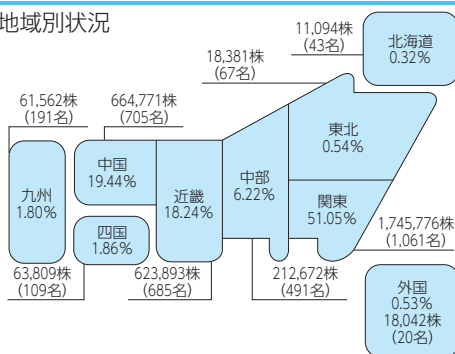 地域別状況
11,094株
(43名)
北海道
0.32%
18,381株
(67名)
61,562株
(191名)
664,771株
(705名)
東北
0.54%
中国
19.44%
九州
1.80%
近畿
18.24%
中部
6.22%
関東
51.05%
四国
1.86%
1,745,776株
(1,061名)
63,809株
(109名)
623,893株
(685名)
212,672株
(491名)
外国
0.53%
18,042株
(20名)